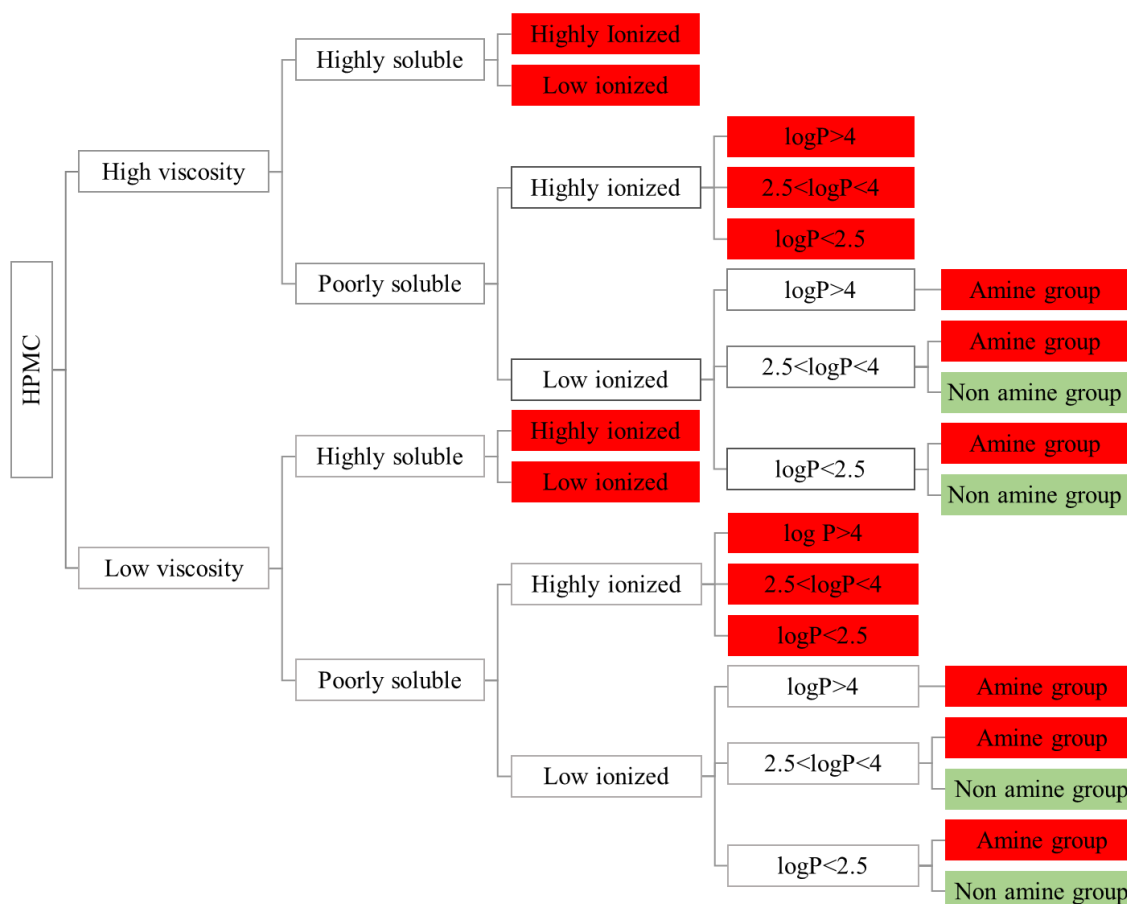 HPMC
High viscosity
Highly soluble
Highly Ionized
Low ionized
Poorly soluble
Highly ionized
logP>4
2.5<logP<4
logP<2.5
Low ionized
logP>4
Amine group
2.5<logP<4
Amine group
Non amine group
logP<2.5
Amine group
Non amine group
Low viscosity
Highly soluble
Highly ionized
Low ionized
Poorly soluble
Highly ionized
log P>4
2.5<logP<4
logP<2.5
Low ionized
logP>4
Amine group
2.5<logP<4
Amine group
Non amine group
logP<2.5
Amine group
Non amine group